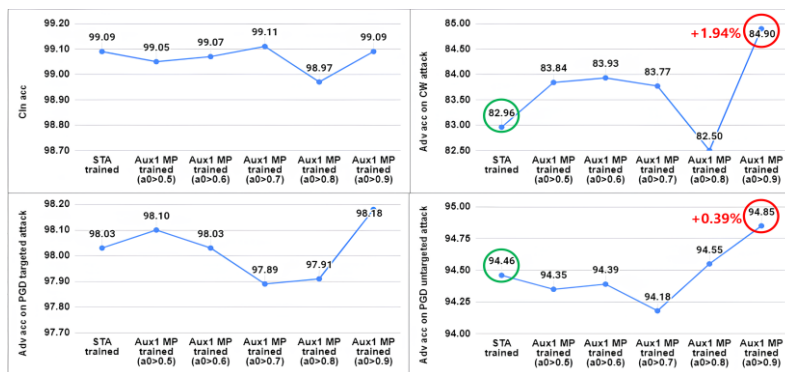 99.20
99.10
99.00
98.90
98.80
98.70
Cln acc
99.09
99.05
99.07
99.11
98.97
99.09
STA trained
Aux1 MP trained (a0>0.5)
Aux1 MP trained (a0>0.6)
Aux1 MP trained (a0>0.7)
Aux1 MP trained (a0>0.8)
Aux1 MP trained (a0>0.9)
85.00
84.50
84.00
83.50
83.00
82.50
Adv acc on CW attack
82.96
83.84
83.93
83.77
82.50
84.90
+1.94%
STA trained
Aux1 MP trained (a0>0.5)
Aux1 MP trained (a0>0.6)
Aux1 MP trained (a0>0.7)
Aux1 MP trained (a0>0.8)
Aux1 MP trained (a0>0.9)
98.20
98.10
98.00
97.90
97.80
97.70
Adv acc on PGD targeted attack
98.03
98.10
98.03
97.89
97.91
98.18
STA trained
Aux1 MP trained (a0>0.5)
Aux1 MP trained (a0>0.6)
Aux1 MP trained (a0>0.7)
Aux1 MP trained (a0>0.8)
Aux1 MP trained (a0>0.9)
95.00
94.75
94.50
94.25
94.00
Adv acc on PGD untargeted attack
94.46
94.35
94.39
94.18
94.55
94.85
+0.39%
STA trained
Aux1 MP trained (a0>0.5)
Aux1 MP trained (a0>0.6)
Aux1 MP trained (a0>0.7)
Aux1 MP trained (a0>0.8)
Aux1 MP trained (a0>0.9)